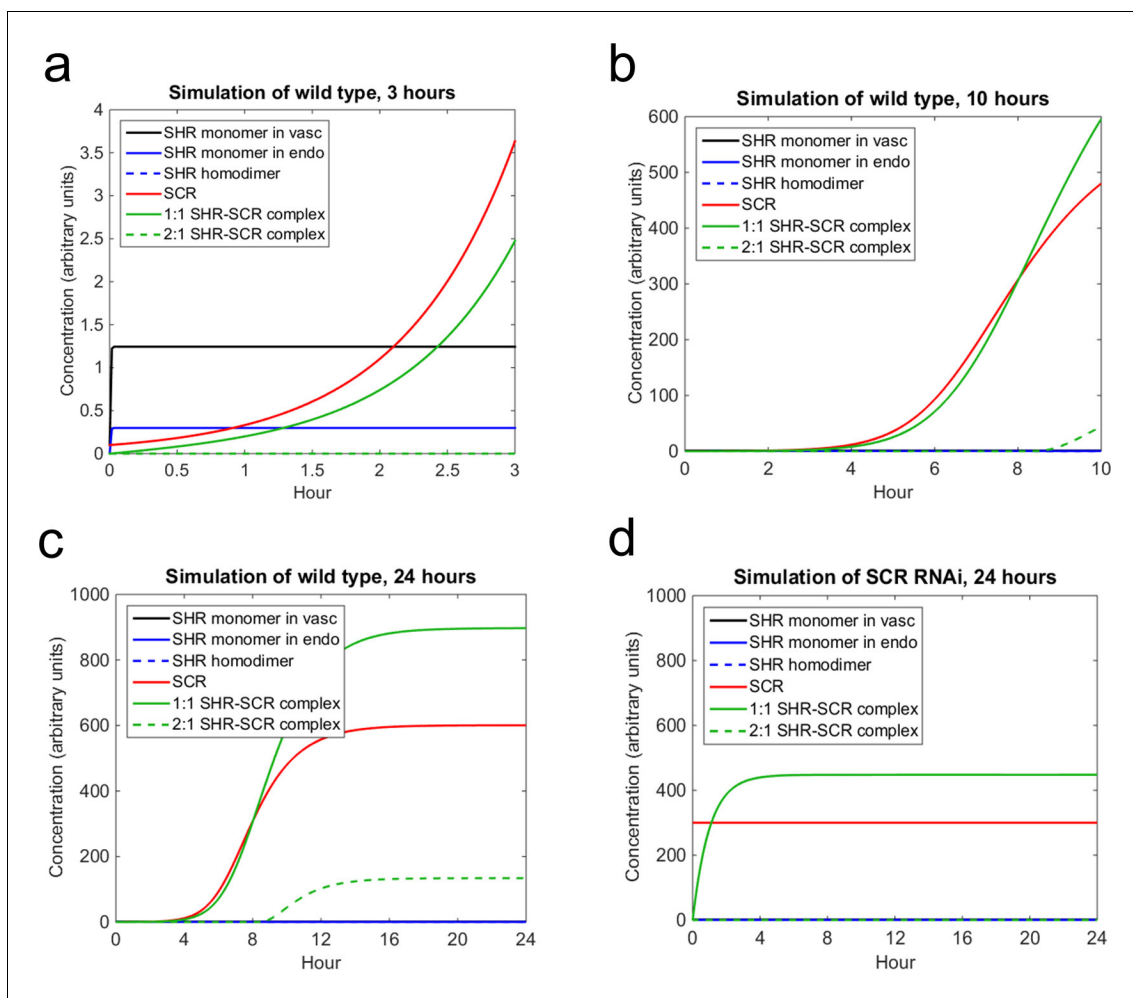 a
Simulation of wild type, 3 hours
4
3.5
3
2.5
2
1.5
1
0.5
0
Concentration (arbitrary units)
SHR monomer in vasc
SHR monomer in endo
SHR homodimer
SCR
1:1 SHR-SCR complex
2:1 SHR-SCR complex
0 0.5 1 1.5 2 2.5 3
Hour
b
Simulation of wild type, 10 hours
600
500
400
300
200
100
0
Concentration (arbitrary units)
SHR monomer in vasc
SHR monomer in endo
SHR homodimer
SCR
1:1 SHR-SCR complex
2:1 SHR-SCR complex
0 2 4 6 8 10
Hour
c
Simulation of wild type, 24 hours
1000
800
600
400
200
0
Concentration (arbitrary units)
SHR monomer in vasc
SHR monomer in endo
SHR homodimer
SCR
1:1 SHR-SCR complex
2:1 SHR-SCR complex
0 4 8 12 16 20 24
Hour
d
Simulation of SCR RNAi, 24 hours
1000
800
600
400
200
0
Concentration (arbitrary units)
SHR monomer in vasc
SHR monomer in endo
SHR homodimer
SCR
1:1 SHR-SCR complex
2:1 SHR-SCR complex
0 4 8 12 16 20 24
Hour